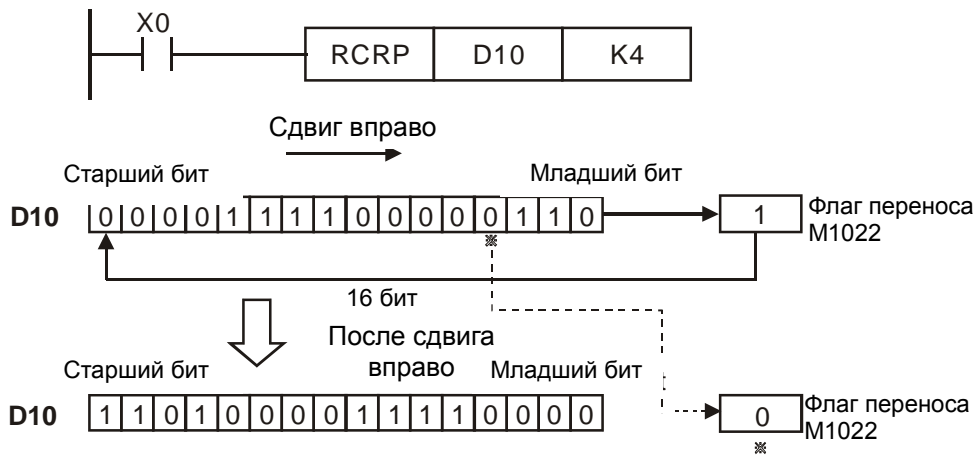 X0
RCRP D10 K4
Сдвиг вправо
Старший бит Младший бит
D10 0 0 0 0 1 1 1 1 0 0 0 0 0 1 1 0 1 Флаг переноса
M1022
※
16 бит
После сдвига
вправо
Старший бит Младший бит
D10 1 1 0 1 0 0 0 0 1 1 1 1 0 0 0 0 0 Флаг переноса
M1022
※